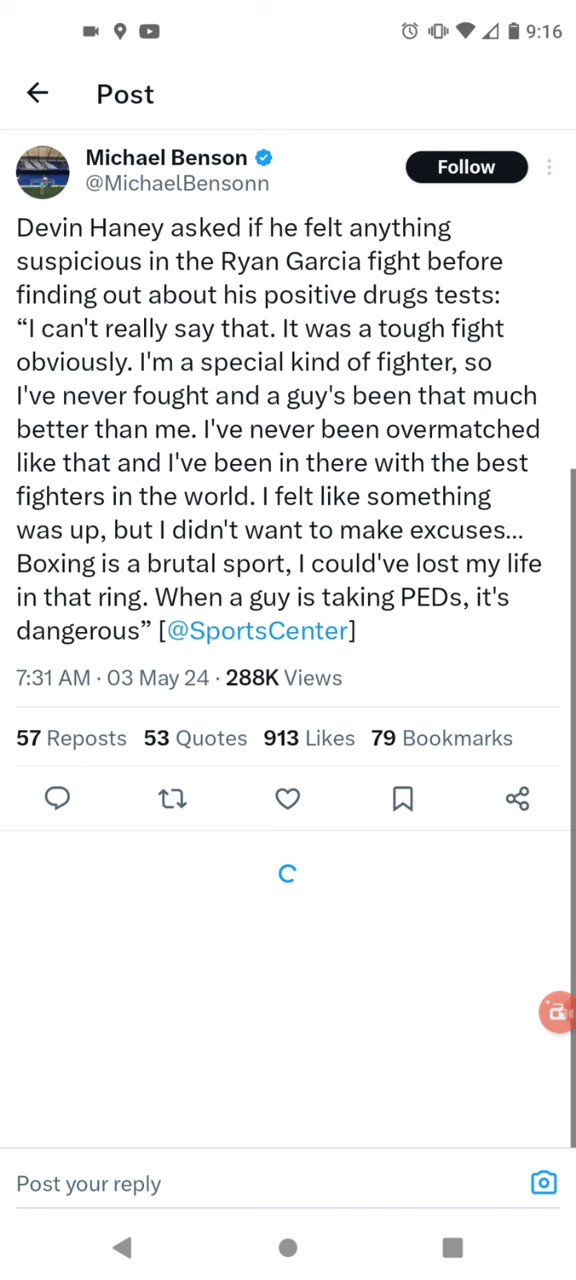 9:16
Post
Michael Benson
@MichaelBensonn
Follow
Devin Haney asked if he felt anything
suspicious in the Ryan Garcia fight before
finding out about his positive drugs tests:
“I can't really say that. It was a tough fight
obviously. I'm a special kind of fighter, so
I've never fought and a guy's been that much
better than me. I've never been overmatched
like that and I've been in there with the best
fighters in the world. I felt like something
was up, but I didn't want to make excuses...
Boxing is a brutal sport, I could've lost my life
in that ring. When a guy is taking PEDs, it's
dangerous” [@SportsCenter]
7:31 AM · 03 May 24 · 288K Views
57 Reposts 53 Quotes 913 Likes 79 Bookmarks
Post your reply